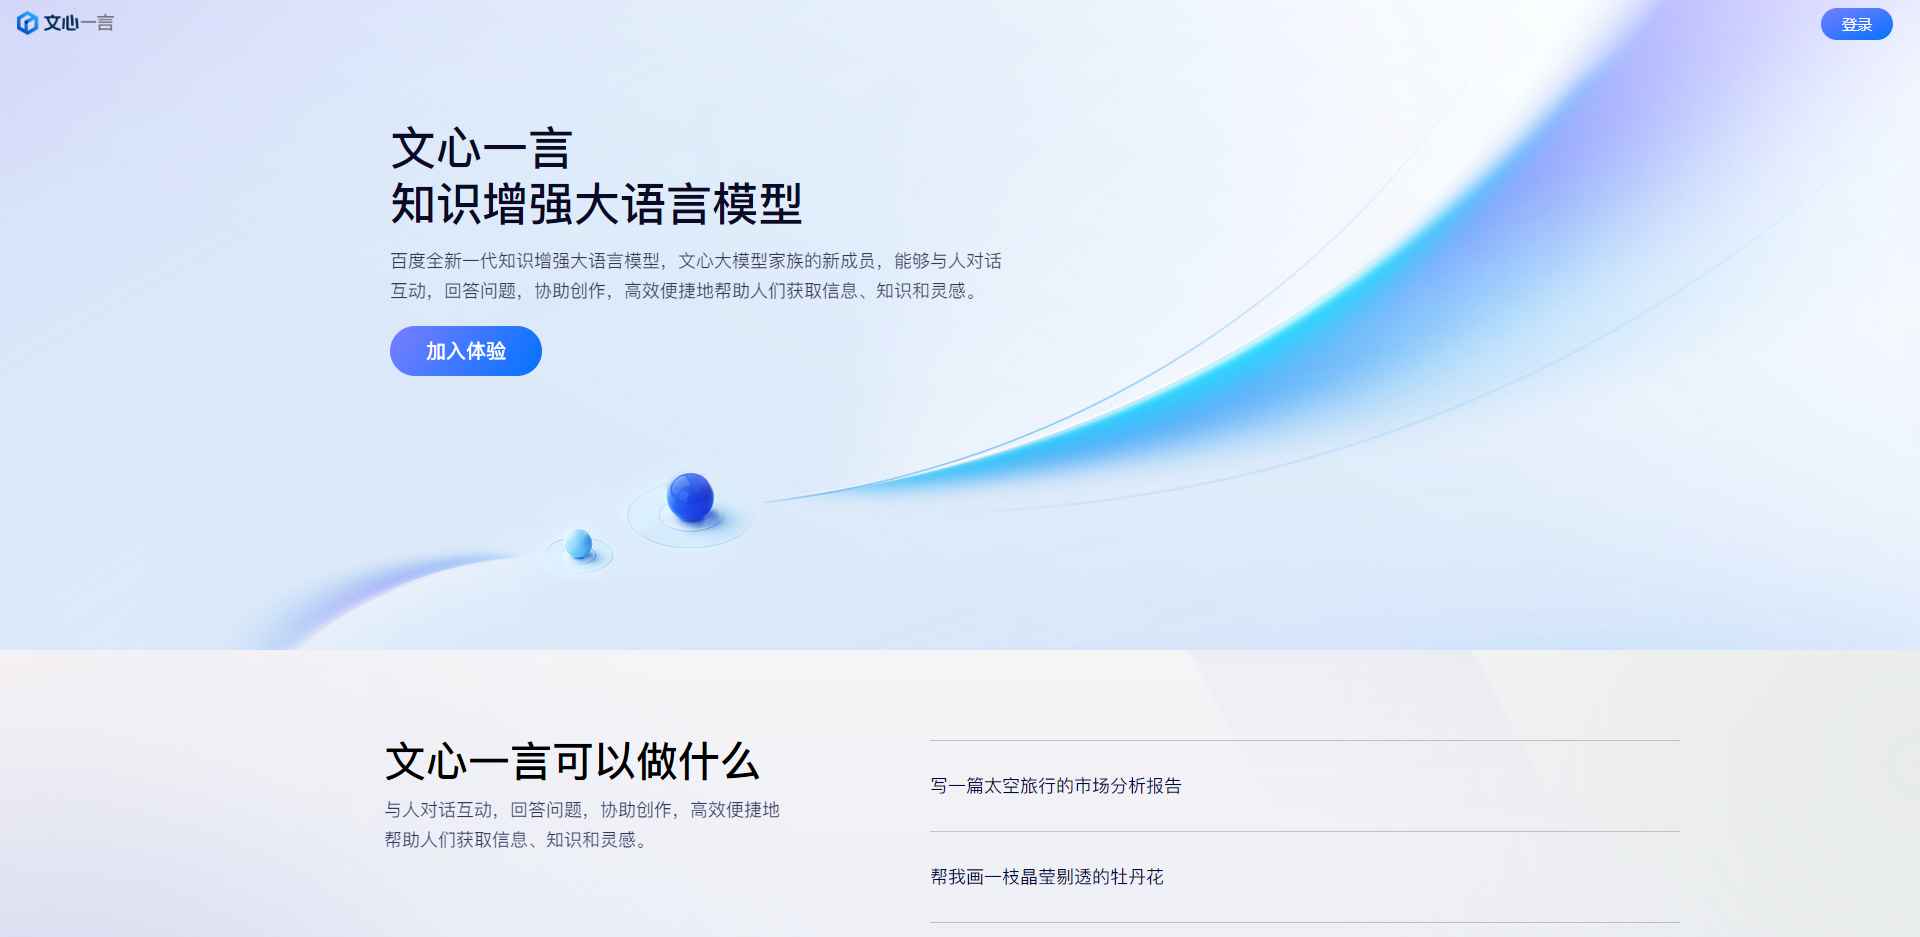 文心一言
登录
文心一言
知识增强大语言模型
百度全新一代知识增强大语言模型，文心大模型家族的新成员，能够与人对话
互动，回答问题，协助创作，高效便捷地帮助人们获取信息、知识和灵感。
加入体验
文心一言可以做什么
与人对话互动，回答问题，协助创作，高效便捷地
帮助人们获取信息、知识和灵感。
写一篇太空旅行的市场分析报告
帮我画一枝晶莹剔透的牡丹花